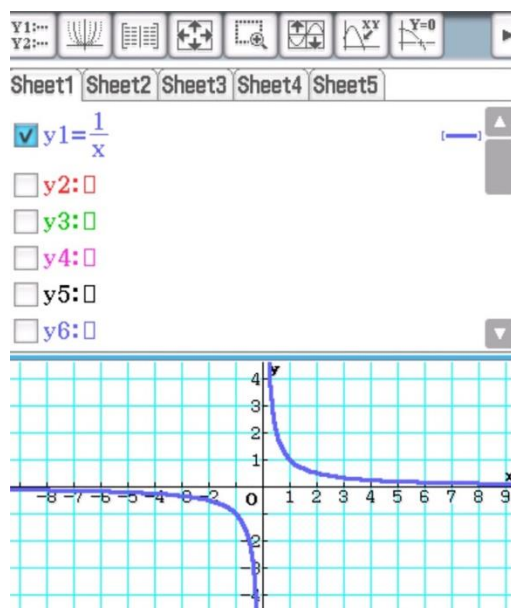 Y1:··· XY Y=0
Y2:···
Sheet1 Sheet2 Sheet3 Sheet4 Sheet5
y1=1/x
y2:
y3:
y4:
y5:
y6:
y
4
3
2
1
x
-8 -7 -6 -5 -4 -3 -2 O 1 2 3 4 5 6 7 8 9
-2
-3
-4